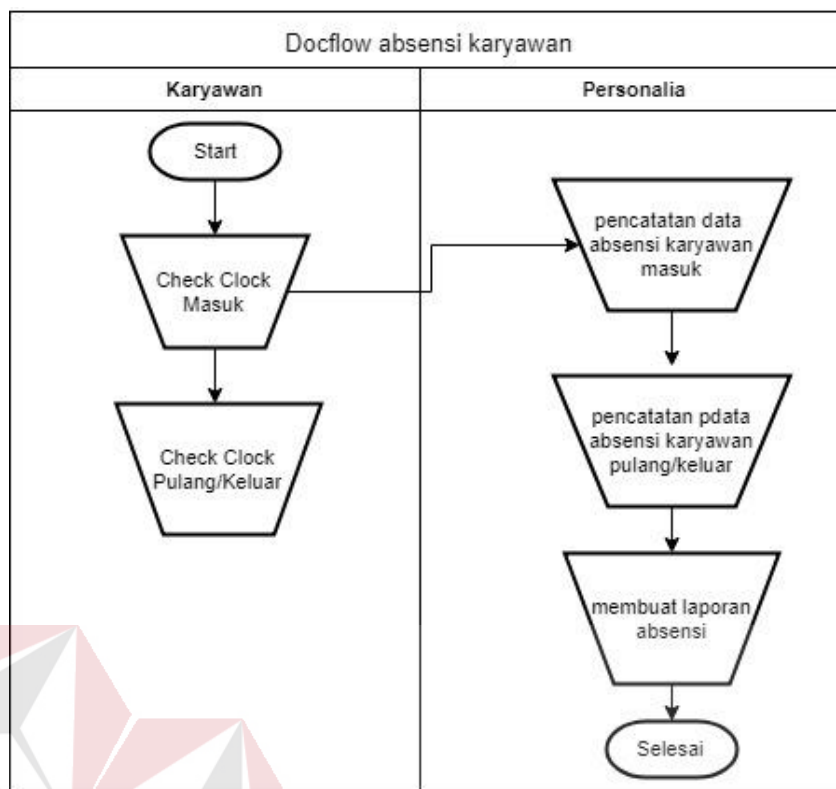 Docflow absensi karyawan
Karyawan
Personalia
Start
Check Clock
Masuk
Check Clock
Pulang/Keluar
pencatatan data
absensi karyawan
masuk
pencatatan pdata
absensi karyawan
pulang/keluar
membuat laporan
absensi
Selesai